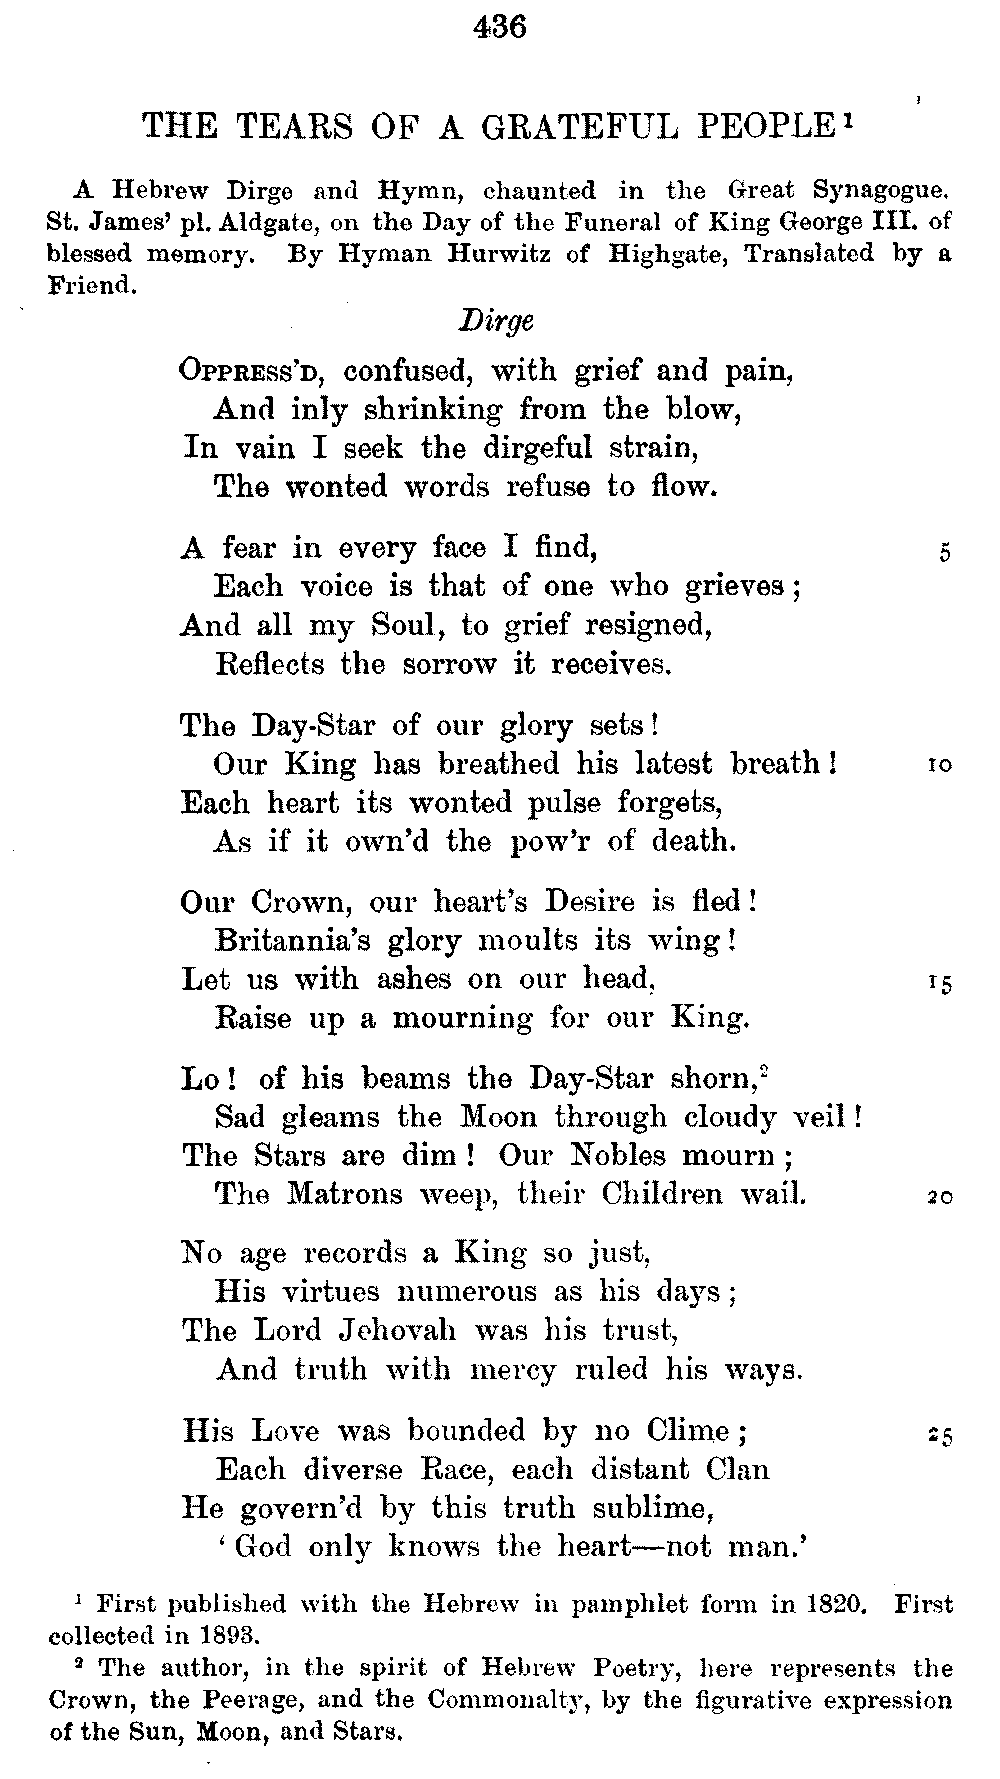 436
THE TEARS OF A GRATEFUL PEOPLE¹
A Hebrew Dirge and Hymn, chaunted in the Great Synagogue.
St. James' pl. Aldgate, on the Day of the Funeral of King George III. of
blessed memory. By Hyman Hurwitz of Highgate, Translated by a
Friend.
Dirge
OPPRESS'D, confused, with grief and pain,
And inly shrinking from the blow,
In vain I seek the dirgeful strain,
The wonted words refuse to flow.
A fear in every face I find, 5
Each voice is that of one who grieves;
And all my Soul, to grief resigned,
Reflects the sorrow it receives.
The Day-Star of our glory sets!
Our King has breathed his latest breath! 10
Each heart its wonted pulse forgets,
As if it own'd the pow'r of death.
Our Crown, our heart's Desire is fled!
Britannia's glory moults its wing!
Let us with ashes on our head, 15
Raise up a mourning for our King.
Lo! of his beams the Day-Star shorn,²
Sad gleams the Moon through cloudy veil!
The Stars are dim! Our Nobles mourn;
The Matrons weep, their Children wail. 20
No age records a King so just,
His virtues numerous as his days;
The Lord Jehovah was his trust,
And truth with mercy ruled his ways.
His Love was bounded by no Clime; 25
Each diverse Race, each distant Clan
He govern'd by this truth sublime,
'God only knows the heart—not man.'
¹ First published with the Hebrew in pamphlet form in 1820. First
collected in 1893.
² The author, in the spirit of Hebrew Poetry, here represents the
Crown, the Peerage, and the Commonalty, by the figurative expression
of the Sun, Moon, and Stars.